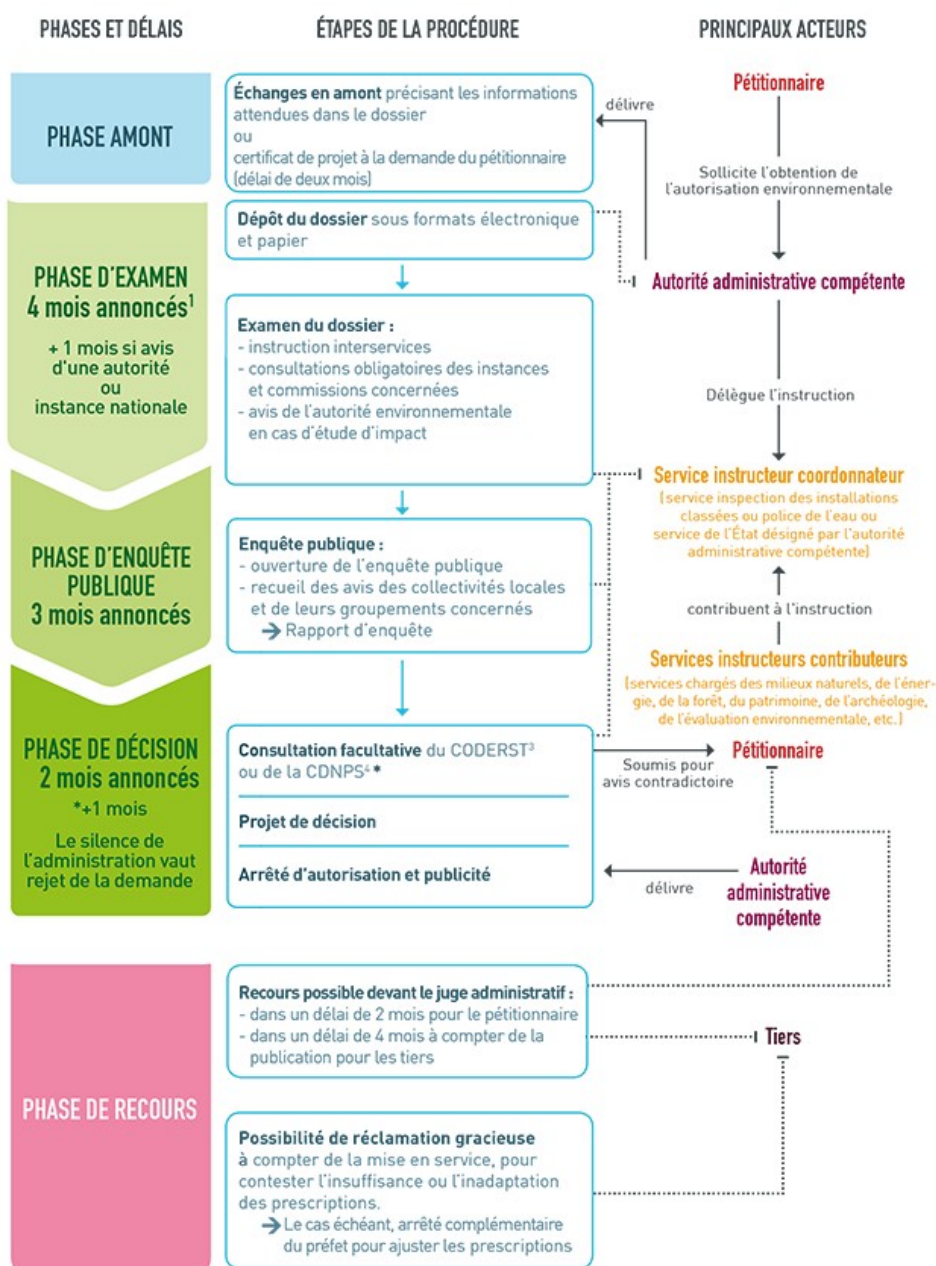 PHASES ET DÉLAIS
ÉTAPES DE LA PROCÉDURE
PRINCIPAUX ACTEURS
PHASE AMONT
Échanges en amont précisant les informations
attendues dans le dossier
ou
certificat de projet à la demande du pétitionnaire
(délai de deux mois)
délivre
Pétitionnaire
Sollicite l'obtention de
l'autorisation environnementale
PHASE D'EXAMEN
4 mois annoncés¹
+ 1 mois si avis
d'une autorité
ou
instance nationale
Dépôt du dossier sous formats électronique
et papier
Autorité administrative compétente
Examen du dossier :
- instruction interservices
- consultations obligatoires des instances
et commissions concernées
- avis de l'autorité environnementale
en cas d'étude d'impact
Délègue l'instruction
Service instructeur coordonnateur
(service inspection des installations
classées ou police de l'eau ou
service de l'État désigné par l'autorité
administrative compétente)
PHASE D'ENQUÊTE
PUBLIQUE
3 mois annoncés
Enquête publique :
- ouverture de l'enquête publique
- recueil des avis des collectivités locales
et de leurs groupements concernés
→ Rapport d'enquête
contribuent à l'instruction
Services instructeurs contributeurs
(services chargés des milieux naturels, de l'éner-
gie, de la forêt, du patrimoine, de l'archéologie,
de l'évaluation environnementale, etc.)
PHASE DE DÉCISION
2 mois annoncés
*+1 mois
Le silence de
l'administration vaut
rejet de la demande
Consultation facultative du CODERST³
ou de la CDNPS⁴ *
Projet de décision
Arrêté d'autorisation et publicité
Soumis pour
avis contradictoire
Pétitionnaire
délivre
Autorité
administrative
compétente
PHASE DE RECOURS
Recours possible devant le juge administratif :
- dans un délai de 2 mois pour le pétitionnaire
- dans un délai de 4 mois à compter de la
publication pour les tiers
Tiers
Possibilité de réclamation gracieuse
à compter de la mise en service, pour
contester l'insuffisance ou l'inadaptation
des prescriptions.
→ Le cas échéant, arrêté complémentaire
du préfet pour ajuster les prescriptions